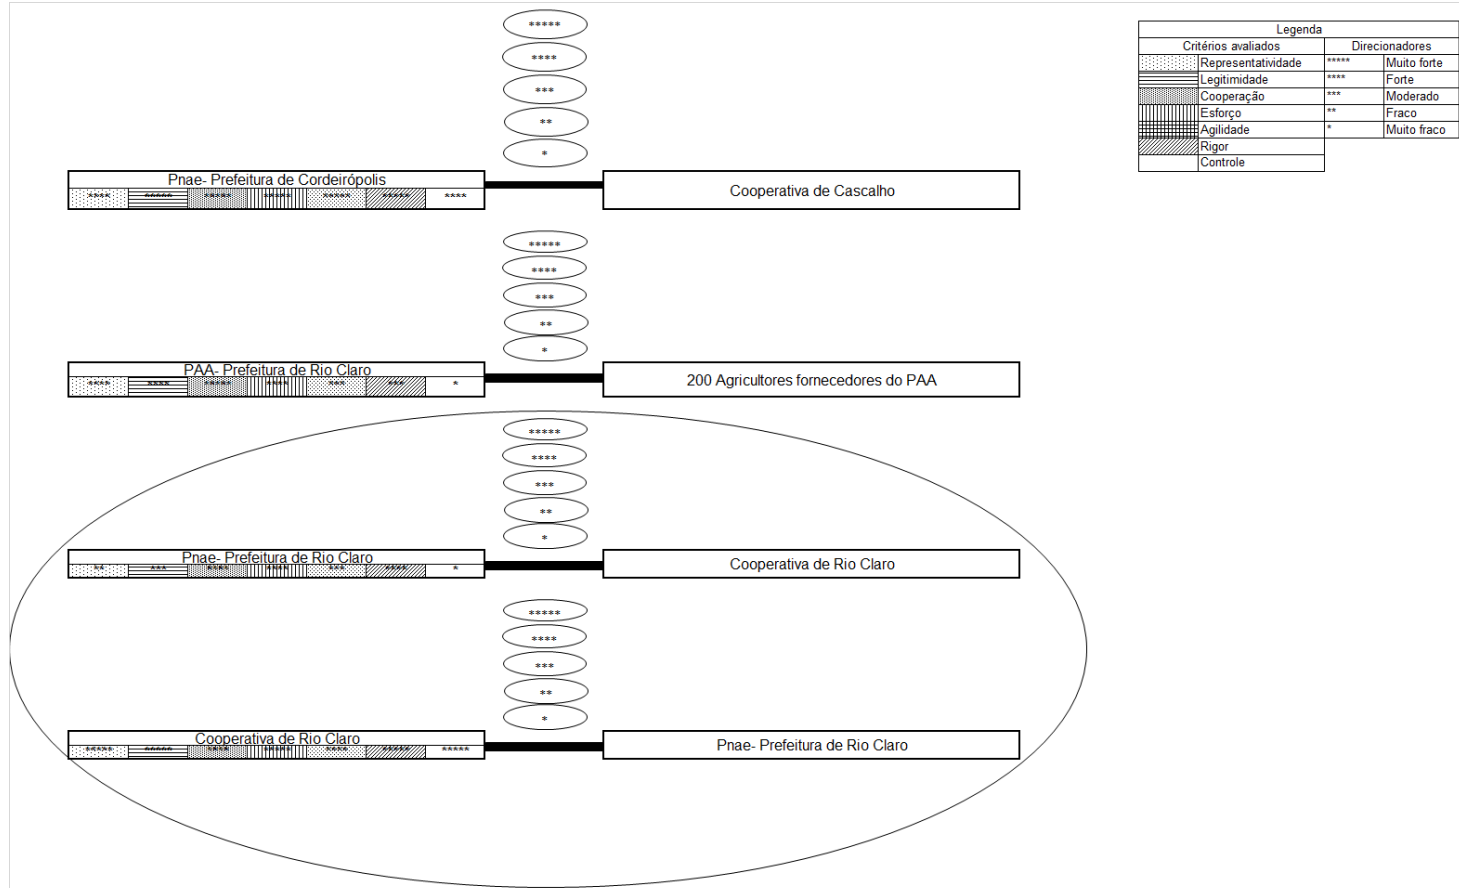 *****
****
***
**
*
Pnae- Prefeitura de Cordeirópolis
**** ***** ***** ***** ***** ***** ****
Cooperativa de Cascalho
*****
****
***
**
*
PAA- Prefeitura de Rio Claro
**** **** ***** **** *** *** *
200 Agricultores fornecedores do PAA
*****
****
***
**
*
Pnae- Prefeitura de Rio Claro
** *** **** **** *** **** *
Cooperativa de Rio Claro
*****
****
***
**
*
Cooperativa de Rio Claro
***** ***** **** ***** **** ***** *****
Pnae- Prefeitura de Rio Claro
Legenda
Critérios avaliados Direcionadores
Representatividade ***** Muito forte
Legitimidade **** Forte
Cooperação *** Moderado
Esforço ** Fraco
Agilidade * Muito fraco
Rigor
Controle